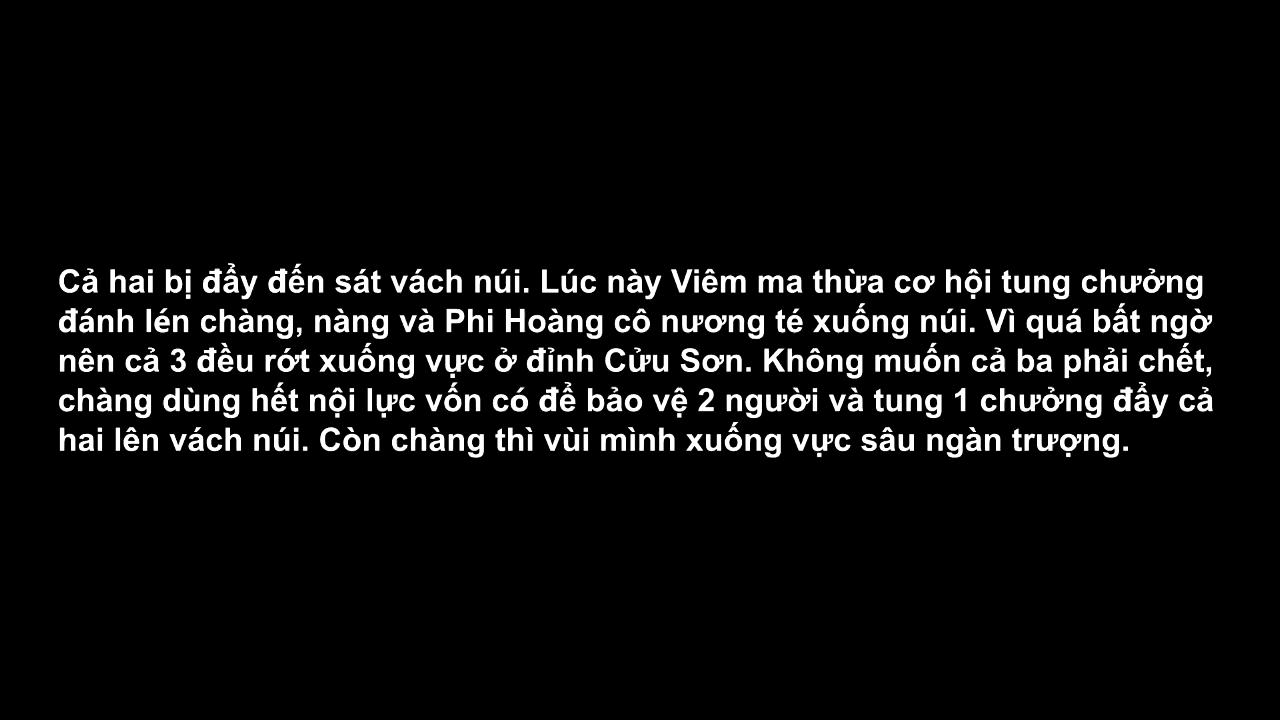 Cả hai bị đẩy đến sát vách núi. Lúc này Viêm ma thừa cơ hội tung chưởng
đánh lén chàng, nàng và Phi Hoàng cô nương té xuống núi. Vì quá bất ngờ
nên cả 3 đều rớt xuống vực ở đỉnh Cửu Sơn. Không muốn cả ba phải chết,
chàng dùng hết nội lực vốn có để bảo vệ 2 người và tung 1 chưởng đẩy cả
hai lên vách núi. Còn chàng thì vùi mình xuống vực sâu ngàn trượng.